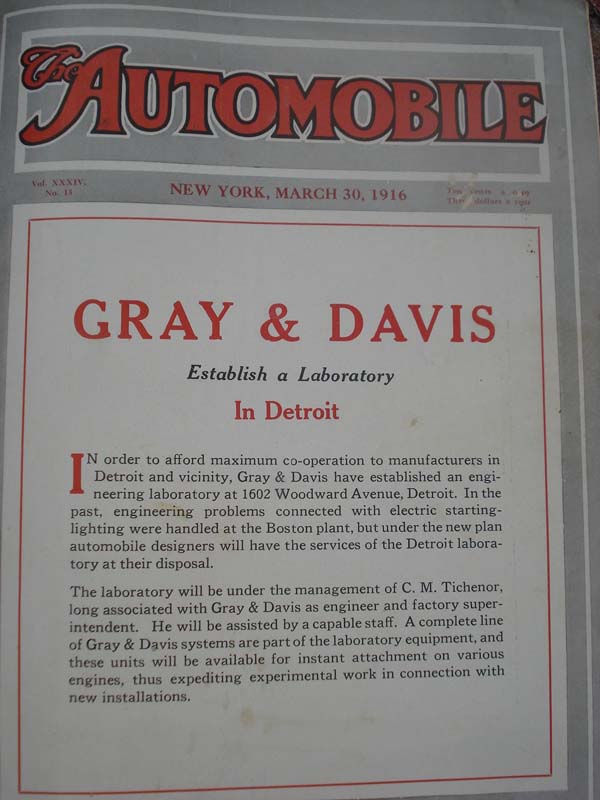 The AUTOMOBILE
Vol. XXXIV.
No. 13
NEW YORK, MARCH 30, 1916
Ten cents a
Three dollars a year
GRAY & DAVIS
Establish a Laboratory
In Detroit
IN order to afford maximum co-operation to manufacturers in
Detroit and vicinity, Gray & Davis have established an engi-
neering laboratory at 1602 Woodward Avenue, Detroit. In the
past, engineering problems connected with electric starting-
lighting were handled at the Boston plant, but under the new plan
automobile designers will have the services of the Detroit labora-
tory at their disposal.
The laboratory will be under the management of C. M. Tichenor,
long associated with Gray & Davis as engineer and factory super-
intendent. He will be assisted by a capable staff. A complete line
of Gray & Davis systems are part of the laboratory equipment, and
these units will be available for instant attachment on various
engines, thus expediting experimental work in connection with
new installations.